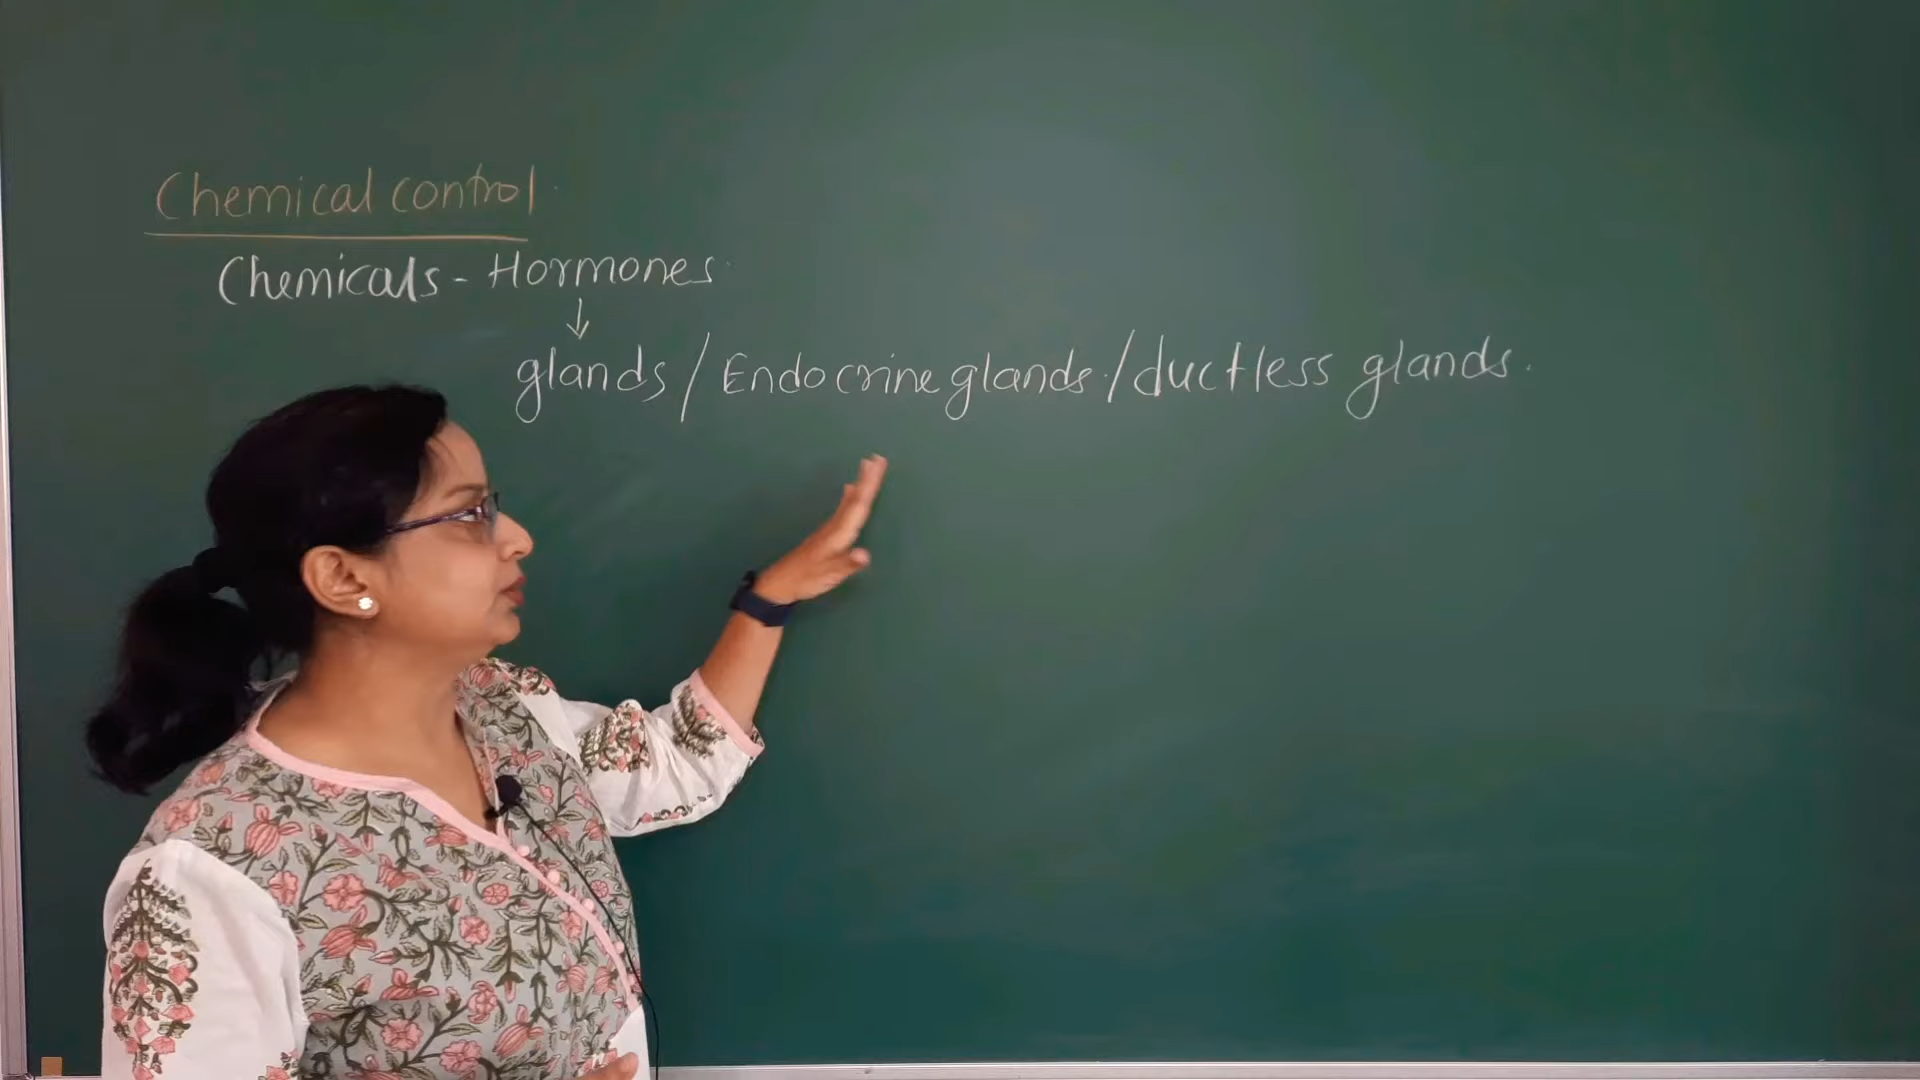 Chemical control.
Chemicals - Hormones.
↓
glands / Endocrine glands. / ductless glands.